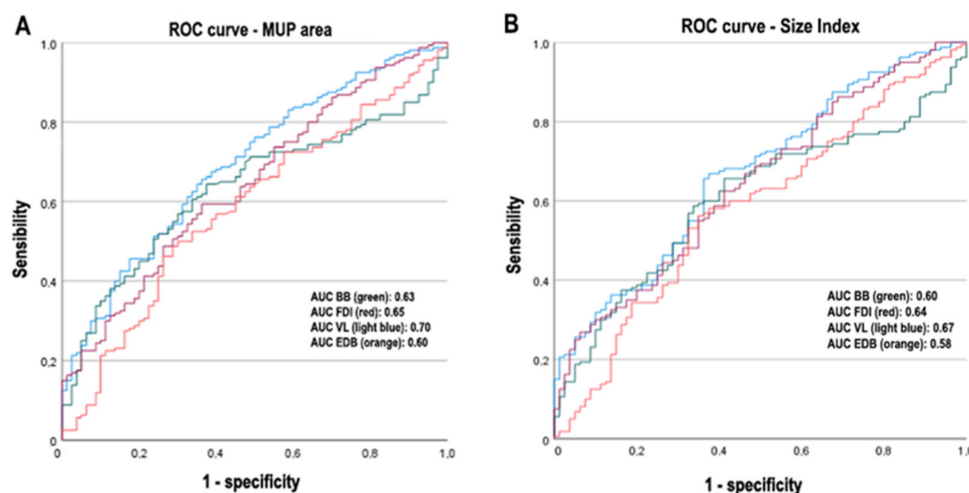 A
ROC curve - MUP area
1.0
0.8
0.6
0.4
0.2
0
Sensibility
AUC BB (green): 0.63
AUC FDI (red): 0.65
AUC VL (light blue): 0.70
AUC EDB (orange): 0.60
0 0.2 0.4 0.6 0.8 1,0
1 - specificity
B
ROC curve - Size Index
1.0
0.8
0.6
0.4
0.2
0
Sensibility
AUC BB (green): 0.60
AUC FDI (red): 0.64
AUC VL (light blue): 0.67
AUC EDB (orange): 0.58
0 0.2 0.4 0.6 0.8 1,0
1 - specificity